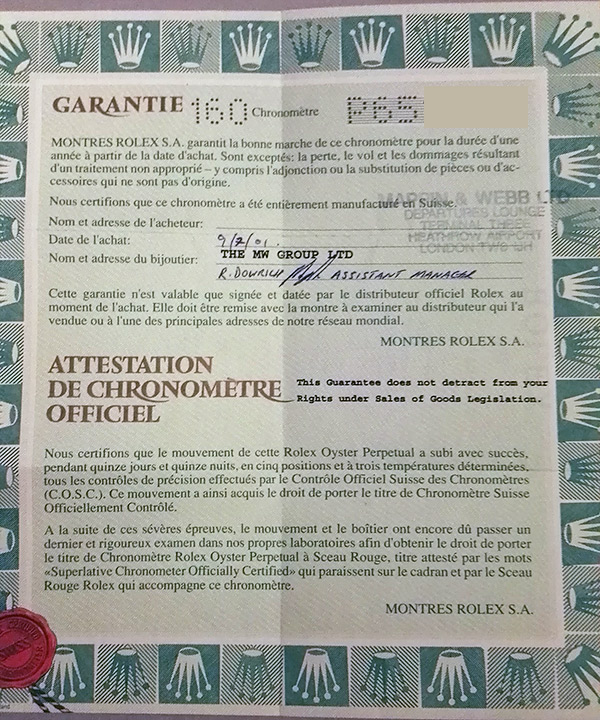 GARANTIE 160 Chronomètre P65
MONTRES ROLEX S.A. garantit la bonne marche de ce chronomètre pour la durée d'une
année à partir de la date d'achat. Sont exceptés: la perte, le vol et les dommages résultant
d'un traitement non approprié – y compris l'adjonction ou la substitution de pièces ou d'ac-
cessoires qui ne sont pas d'origine.
MAPPIN & WEBB LTD
Nous certifions que ce chronomètre a été entièrement manufacturé en Suisse.
DEPARTURES LOUNGE
Nom et adresse de l'acheteur:
TERMINAL
HEATHROW AIRPORT
Date de l'achat: 9/7/01.
LONDON TW6
Nom et adresse du bijoutier: THE MW GROUP LTD
R. DOWRICK ASSISTANT MANAGER
Cette garantie n'est valable que signée et datée par le distributeur officiel Rolex au
moment de l'achat. Elle doit être remise avec la montre à examiner au distributeur qui l'a
vendue ou à l'une des principales adresses de notre réseau mondial.
MONTRES ROLEX S.A.
ATTESTATION
DE CHRONOMÈTRE
OFFICIEL
This Guarantee does not detract from your
Rights under Sales of Goods Legislation.
Nous certifions que le mouvement de cette Rolex Oyster Perpetual a subi avec succès,
pendant quinze jours et quinze nuits, en cinq positions et à trois températures déterminées,
tous les contrôles de précision effectués par le Contrôle Officiel Suisse des Chronomètres
(C.O.S.C.). Ce mouvement a ainsi acquis le droit de porter le titre de Chronomètre Suisse
Officiellement Contrôlé.
A la suite de ces sévères épreuves, le mouvement et le boîtier ont encore dû passer un
dernier et rigoureux examen dans nos propres laboratoires afin d'obtenir le droit de porter
le titre de Chronomètre Rolex Oyster Perpetual à Sceau Rouge, titre attesté par les mots
«Superlative Chronometer Officially Certified» qui paraissent sur le cadran et par le Sceau
Rouge Rolex qui accompagne ce chronomètre.
MONTRES ROLEX S.A.